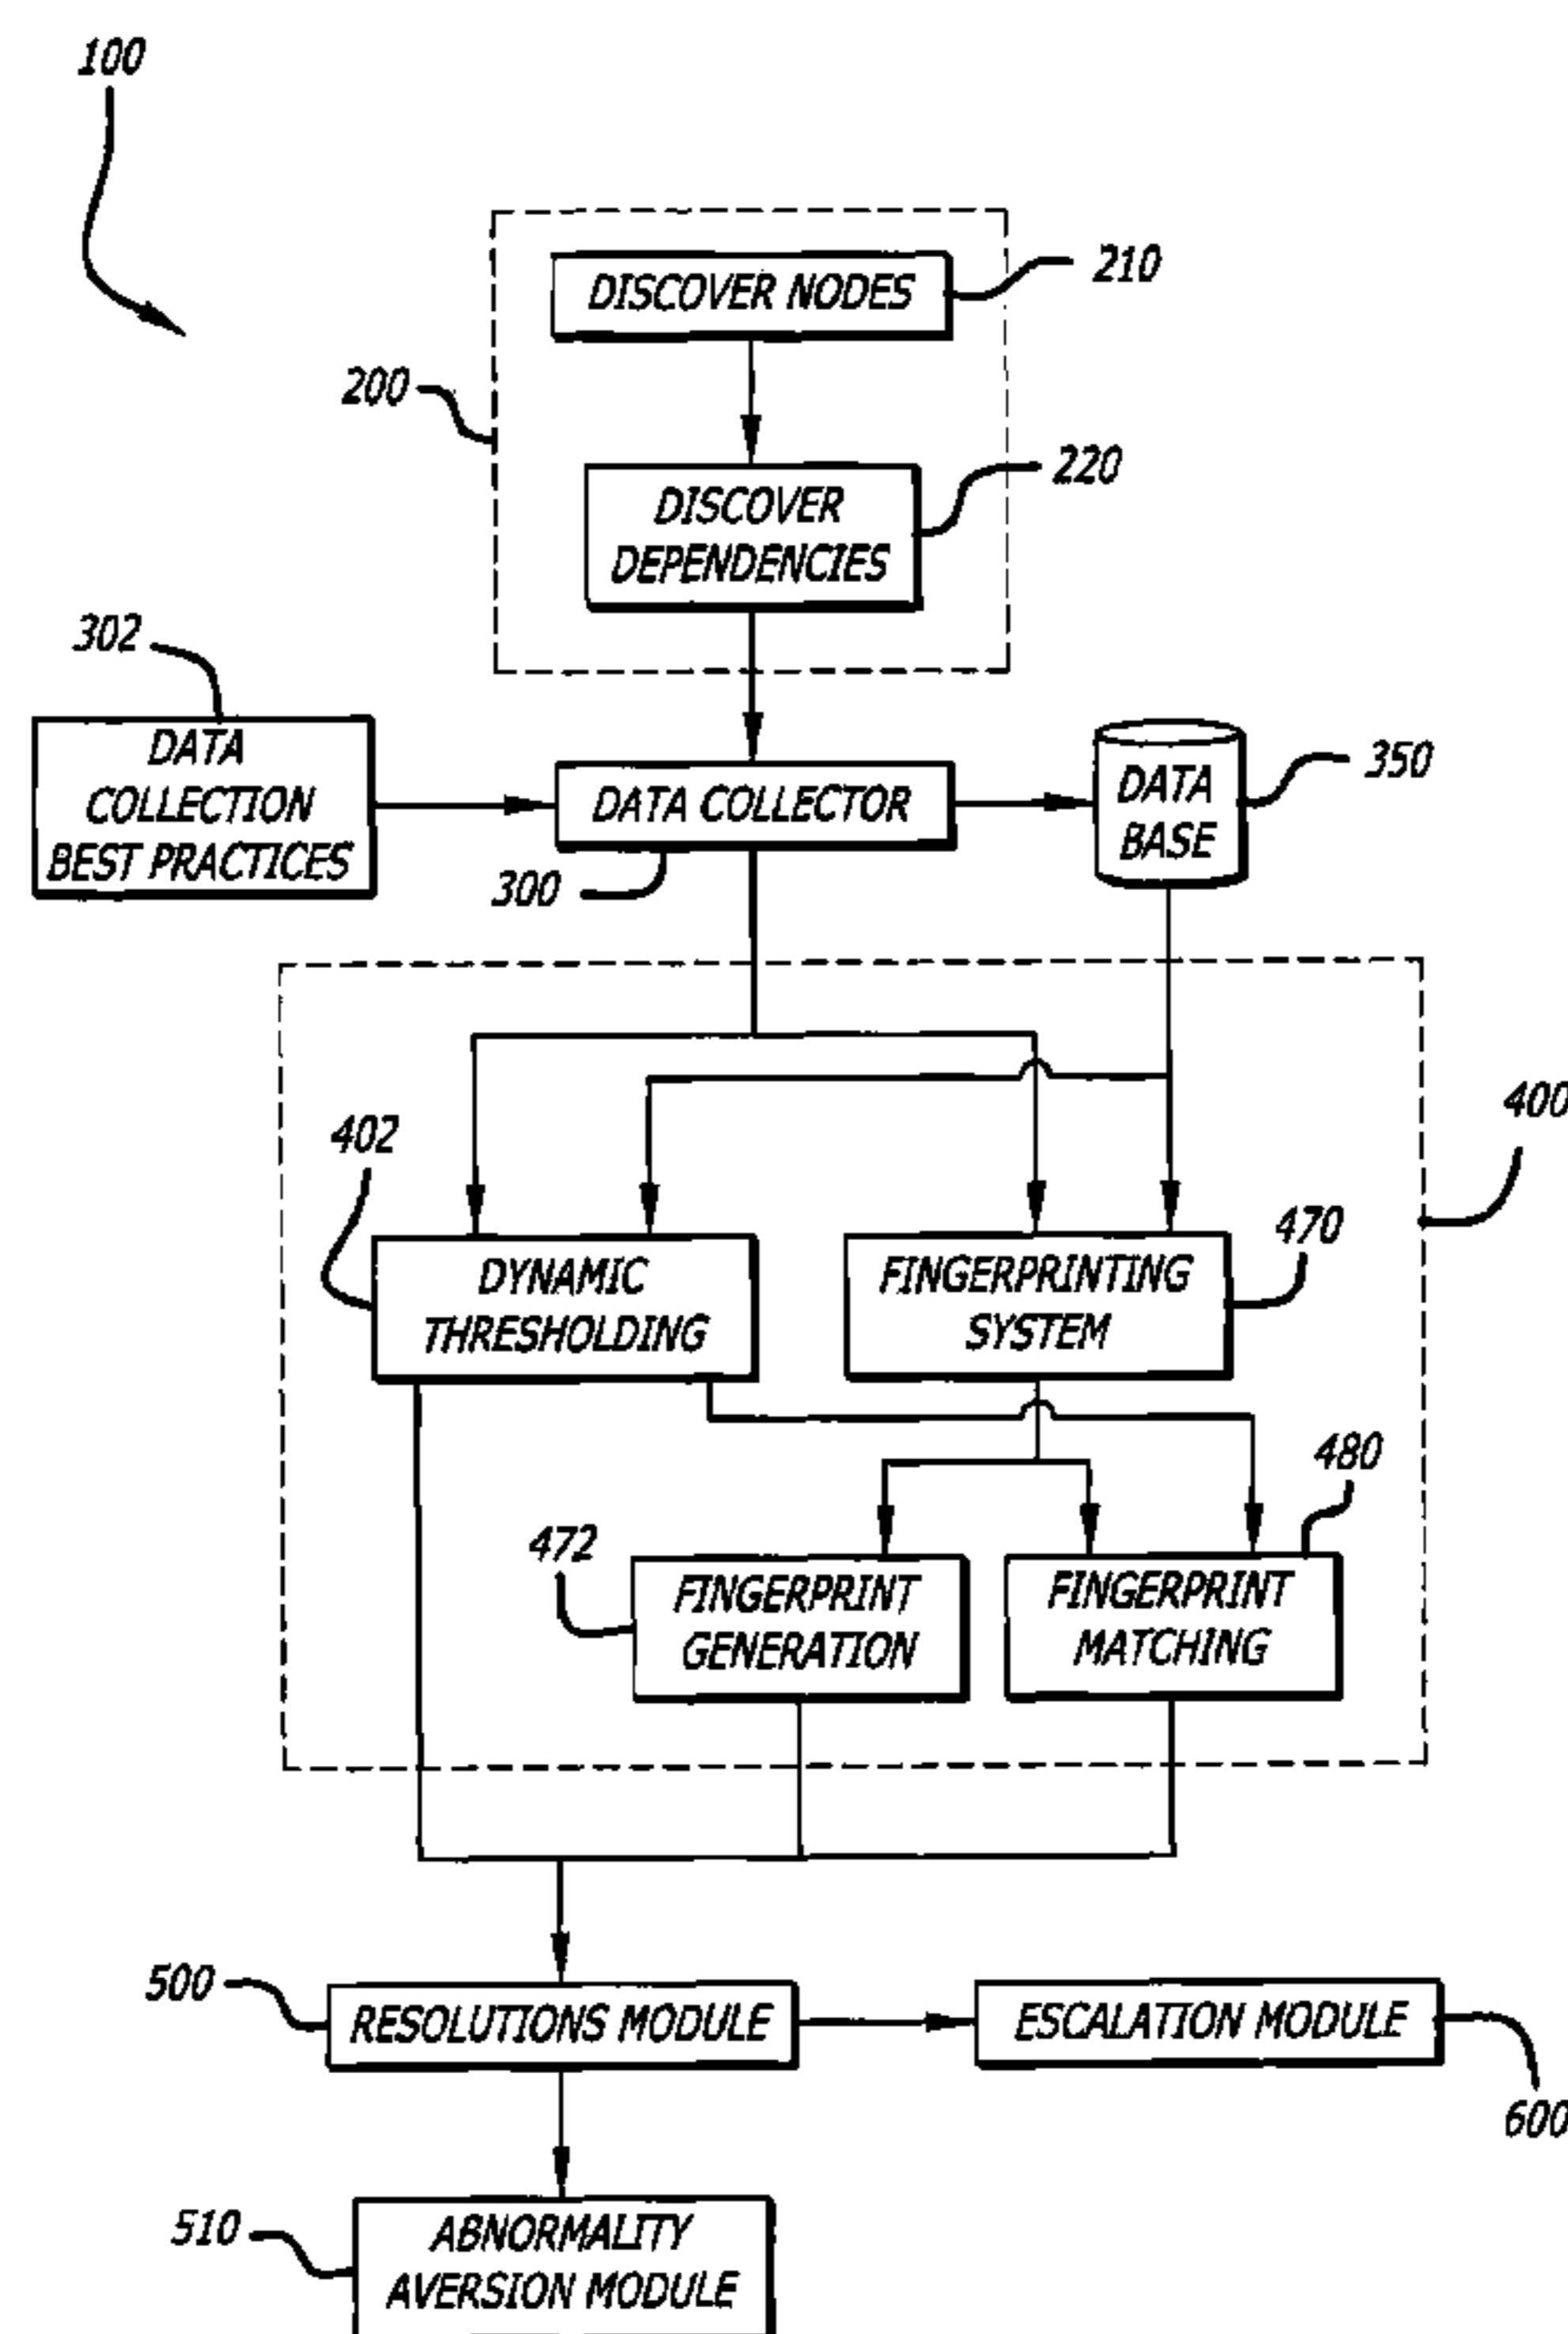 100
DISCOVER NODES
210
200
DISCOVER
DEPENDENCIES
220
302
DATA
COLLECTION
BEST PRACTICES
DATA COLLECTOR
300
DATA
BASE
350
400
402
DYNAMIC
THRESHOLDING
FINGERPRINTING
SYSTEM
470
480
472
FINGERPRINT
GENERATION
FINGERPRINT
MATCHING
500
RESOLUTIONS MODULE
ESCALATION MODULE
600
510
ABNORMALITY
AVERSION MODULE